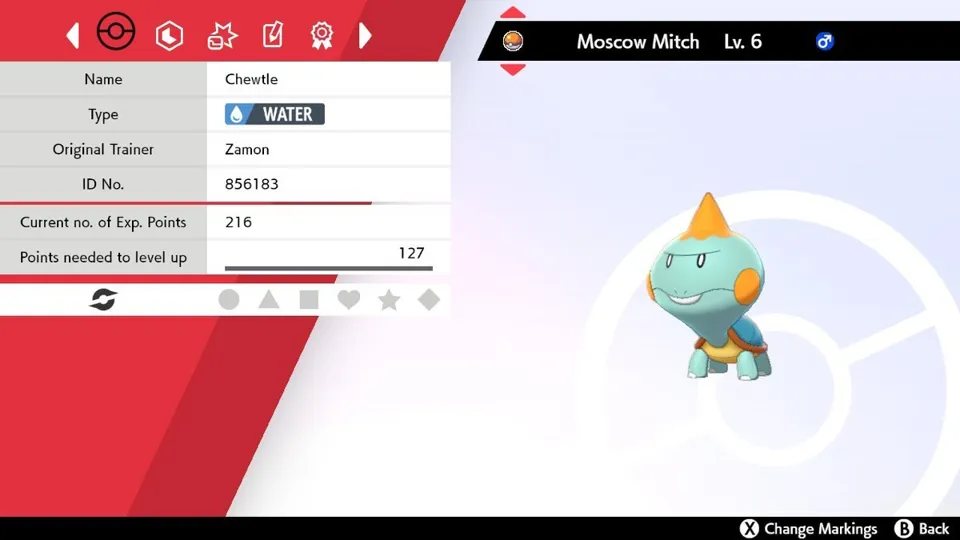 Moscow Mitch Lv. 6
Name Chewtle
Type WATER
Original Trainer Zamon
ID No. 856183
Current no. of Exp. Points 216
Points needed to level up 127
X Change Markings B Back